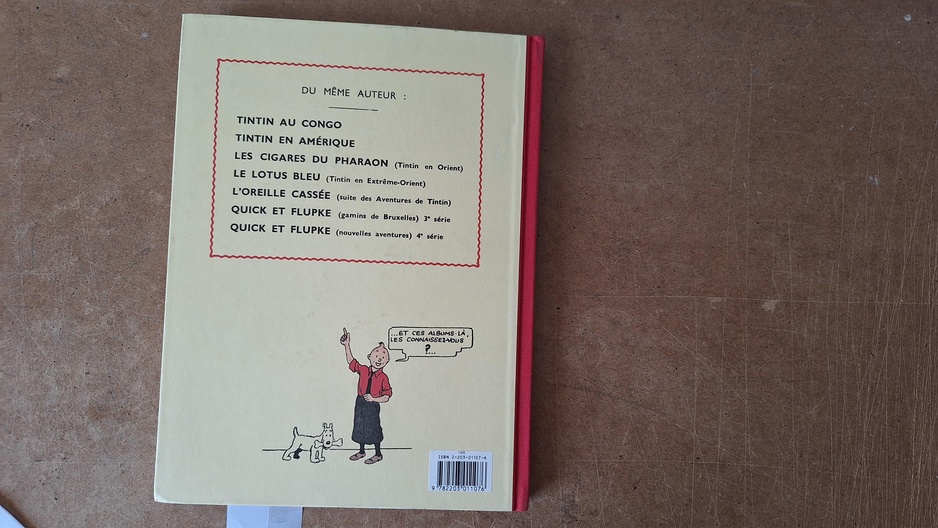 DU MÊME AUTEUR :
TINTIN AU CONGO
TINTIN EN AMÉRIQUE
LES CIGARES DU PHARAON (Tintin en Orient)
LE LOTUS BLEU (Tintin en Extrême-Orient)
L'OREILLE CASSÉE (suite des Aventures de Tintin)
QUICK ET FLUPKE (gamins de Bruxelles) 3e série
QUICK ET FLUPKE (nouvelles aventures) 4e série
...ET CES ALBUMS-LÀ,
LES CONNAISSEZ-VOUS
?...
ISBN 2-203-01107-6
9 782203 011076